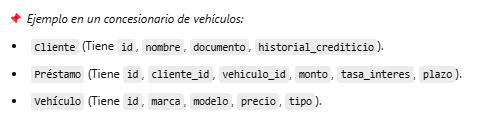 📌 Ejemplo en un concesionario de vehículos:
• Cliente (Tiene id, nombre, documento, historial_crediticio).
• Préstamo (Tiene id, cliente_id, vehiculo_id, monto, tasa_interes, plazo).
• Vehículo (Tiene id, marca, modelo, precio, tipo).